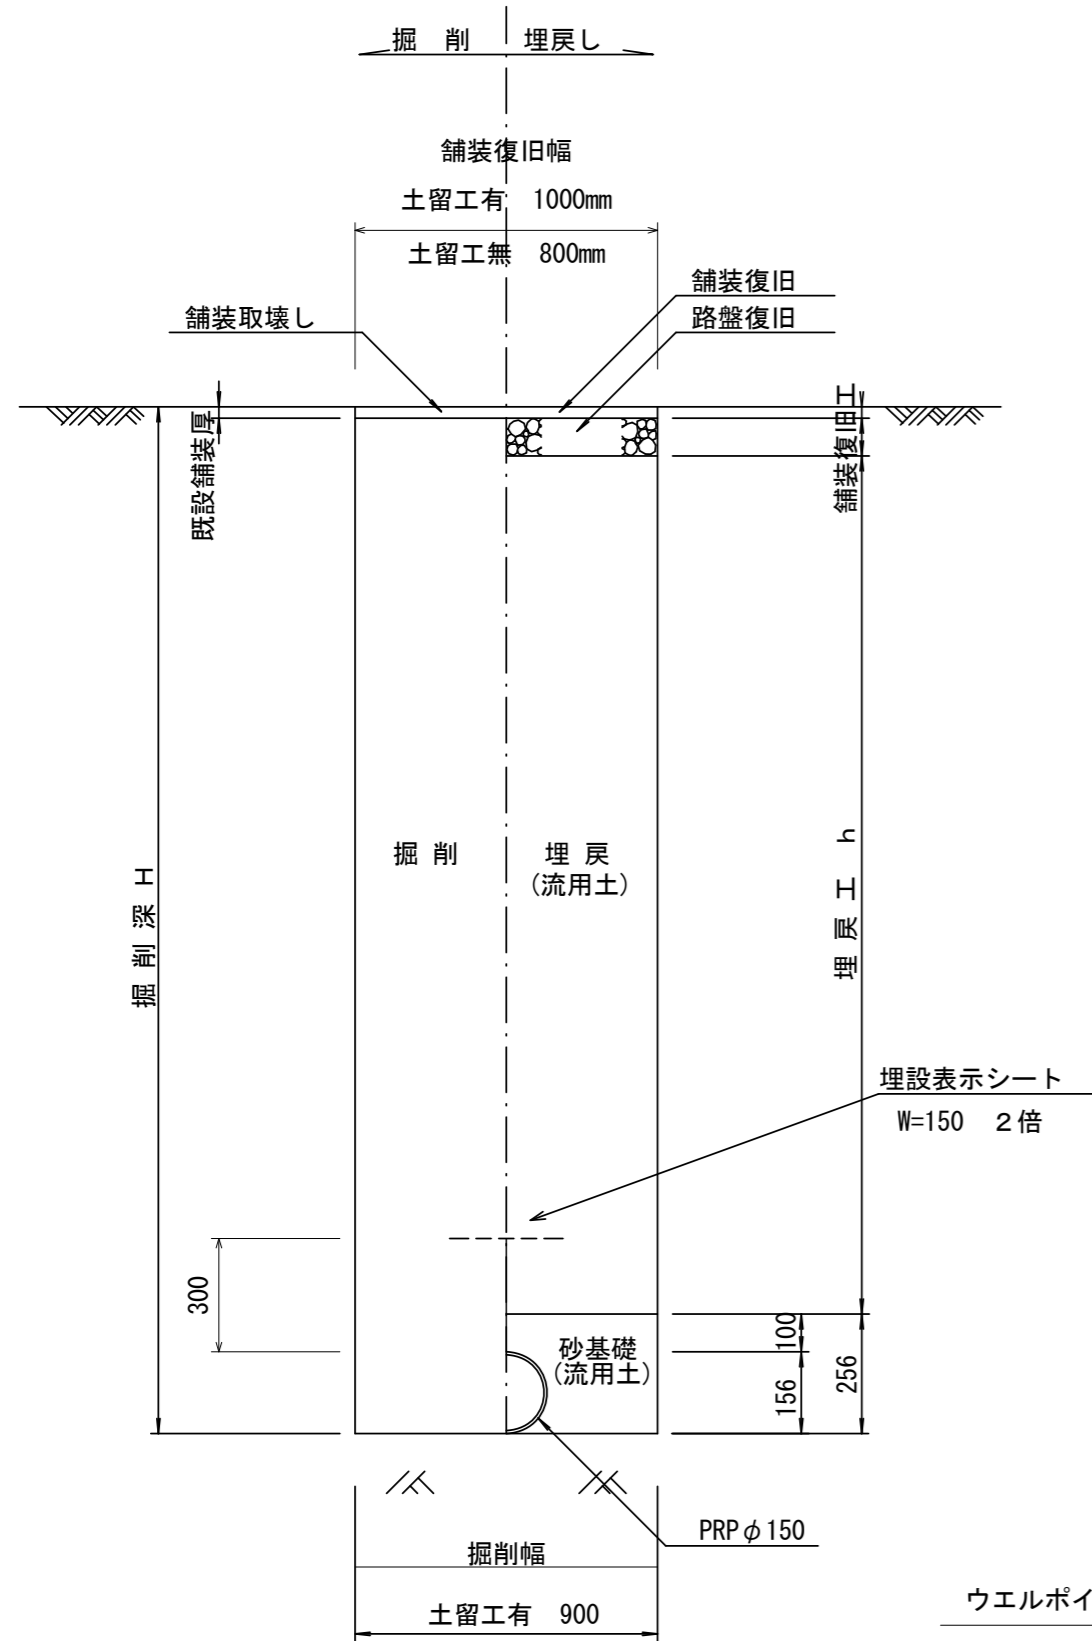 掘　削　　埋戻し
舗装復旧幅
土留工有　1000mm
土留工無　800mm
舗装復旧
舗装取壊し
路盤復旧
既設舗装厚
舗装復旧工
掘 削
埋 戻
(流用土)
掘 削 深 H
埋 戻 工　h
埋設表示シート
W=150　２倍
300
砂基礎
(流用土)
100
156
256
PRPφ150
掘削幅
土留工有　900
ウエルポイ